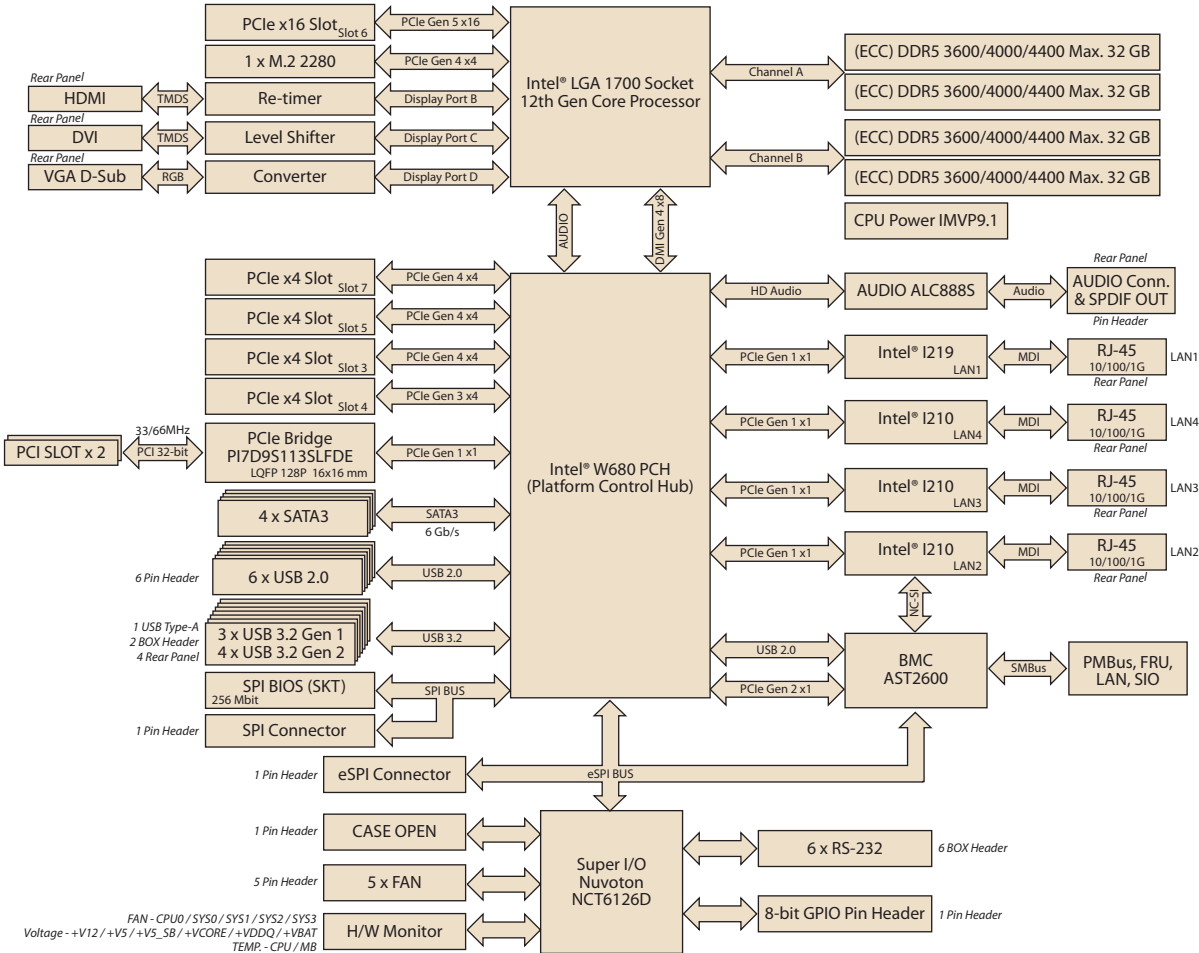 PCIe x16 Slot Slot 6
PCIe Gen 5 x16
1 x M.2 2280
PCIe Gen 4 x4
Rear Panel
HDMI
TMDS
Re-timer
Display Port B
Rear Panel
DVI
TMDS
Level Shifter
Display Port C
Rear Panel
VGA D-Sub
RGB
Converter
Display Port D
Intel® LGA 1700 Socket
12th Gen Core Processor
Channel A
(ECC) DDR5 3600/4000/4400 Max. 32 GB
(ECC) DDR5 3600/4000/4400 Max. 32 GB
Channel B
(ECC) DDR5 3600/4000/4400 Max. 32 GB
(ECC) DDR5 3600/4000/4400 Max. 32 GB
CPU Power IMVP9.1
AUDIO
DMI Gen 4 x8
PCIe x4 Slot Slot 7
PCIe Gen 4 x4
PCIe x4 Slot Slot 5
PCIe Gen 4 x4
PCIe x4 Slot Slot 3
PCIe Gen 4 x4
PCIe x4 Slot Slot 4
PCIe Gen 3 x4
PCI SLOT x 2
33/66MHz
PCI 32-bit
PCIe Bridge
PI7D9S113SLFDE
LQFP 128P 16x16 mm
PCIe Gen 1 x1
4 x SATA3
SATA3
6 Gb/s
6 Pin Header
6 x USB 2.0
USB 2.0
1 USB Type-A
2 BOX Header
4 Rear Panel
3 x USB 3.2 Gen 1
4 x USB 3.2 Gen 2
USB 3.2
SPI BIOS (SKT)
256 Mbit
SPI BUS
1 Pin Header
SPI Connector
Intel® W680 PCH
(Platform Control Hub)
HD Audio
AUDIO ALC888S
Audio
Rear Panel
AUDIO Conn.
& SPDIF OUT
Pin Header
PCIe Gen 1 x1
Intel® I219
LAN1
MDI
RJ-45
10/100/1G
Rear Panel
LAN1
PCIe Gen 1 x1
Intel® I210
LAN4
MDI
RJ-45
10/100/1G
Rear Panel
LAN4
PCIe Gen 1 x1
Intel® I210
LAN3
MDI
RJ-45
10/100/1G
Rear Panel
LAN3
PCIe Gen 1 x1
Intel® I210
LAN2
MDI
RJ-45
10/100/1G
Rear Panel
LAN2
NC-SI
USB 2.0
PCIe Gen 2 x1
BMC
AST2600
SMBus
PMBus, FRU,
LAN, SIO
1 Pin Header
eSPI Connector
eSPI BUS
1 Pin Header
CASE OPEN
5 Pin Header
5 x FAN
FAN - CPU0 / SYS0 / SYS1 / SYS2 / SYS3
Voltage - +V12 / +V5 / +V5_SB / +VCORE / +VDDQ / +VBAT
TEMP. - CPU / MB
H/W Monitor
Super I/O
Nuvoton
NCT6126D
6 x RS-232
6 BOX Header
8-bit GPIO Pin Header
1 Pin Header